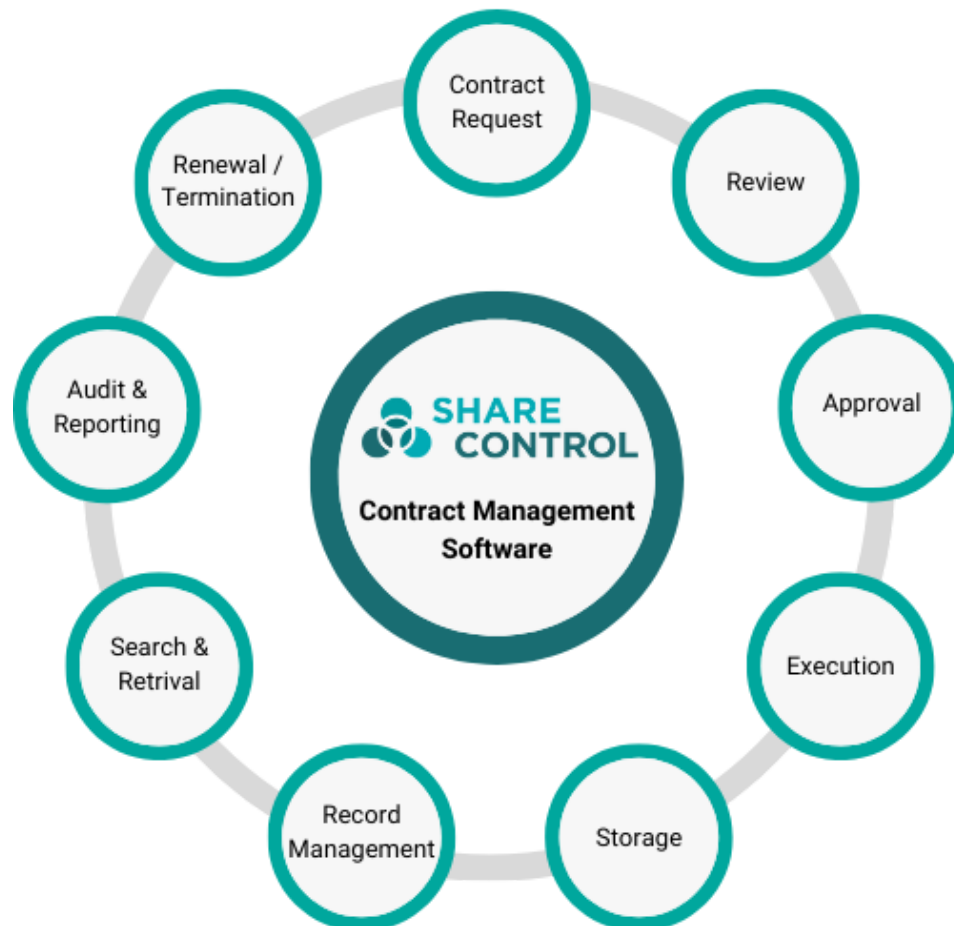 Contract
Request
Review
Approval
Execution
Storage
Record
Management
Search &
Retrival
Audit &
Reporting
Renewal /
Termination
SHARE
CONTROL
Contract Management
Software